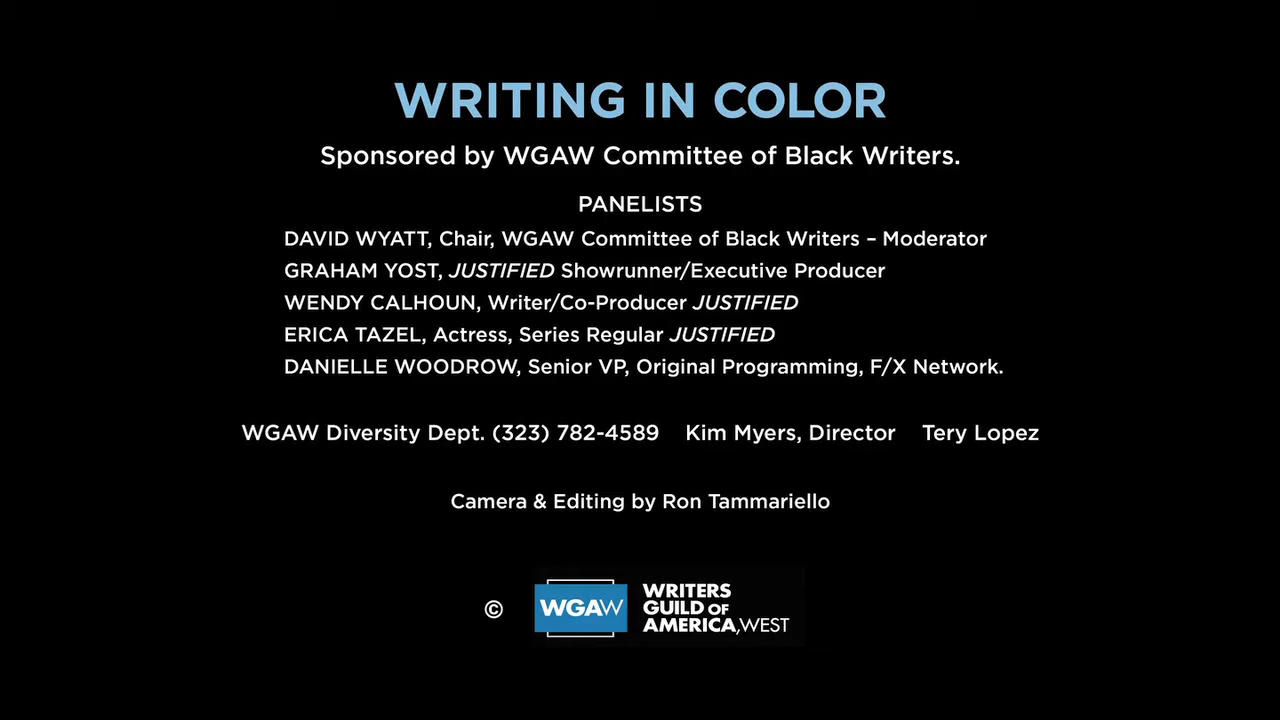 WRITING IN COLOR
Sponsored by WGAW Committee of Black Writers.
PANELISTS
DAVID WYATT, Chair, WGAW Committee of Black Writers – Moderator
GRAHAM YOST, JUSTIFIED Showrunner/Executive Producer
WENDY CALHOUN, Writer/Co-Producer JUSTIFIED
ERICA TAZEL, Actress, Series Regular JUSTIFIED
DANIELLE WOODROW, Senior VP, Original Programming, F/X Network.
WGAW Diversity Dept. (323) 782-4589 Kim Myers, Director Tery Lopez
Camera & Editing by Ron Tammariello
© WGAW
WRITERS
GUILD OF
AMERICA, WEST